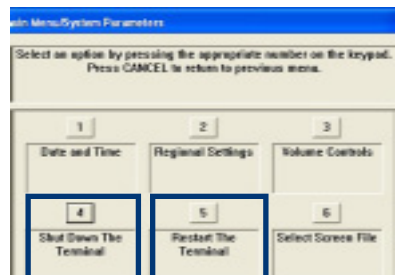 ain Menu/System Parameters
Select an option by pressing the appropriate number on the keypad.
Press CANCEL to return to previous menu.
1
2
3
Date and Time
Regional Settings
Volume Controls
4
5
6
Shut Down The
Terminal
Restart The
Terminal
Select Screen File